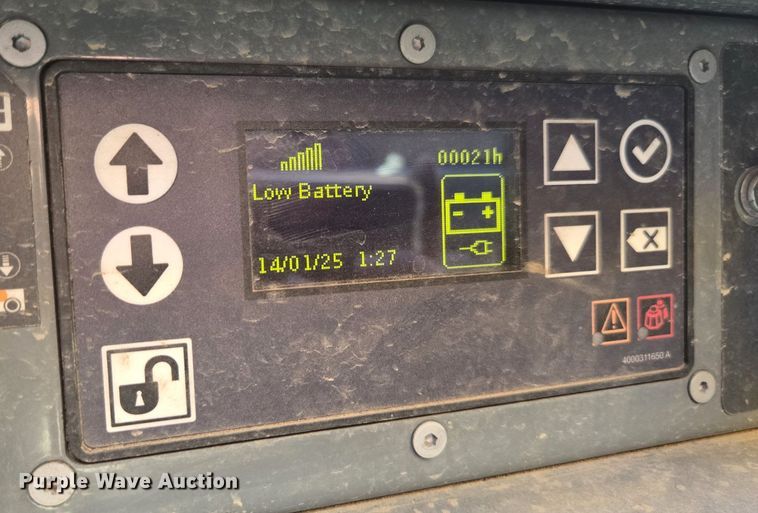 00021h
Low Battery
14/01/25 1:27
4000311650 A
Purple Wave Auction